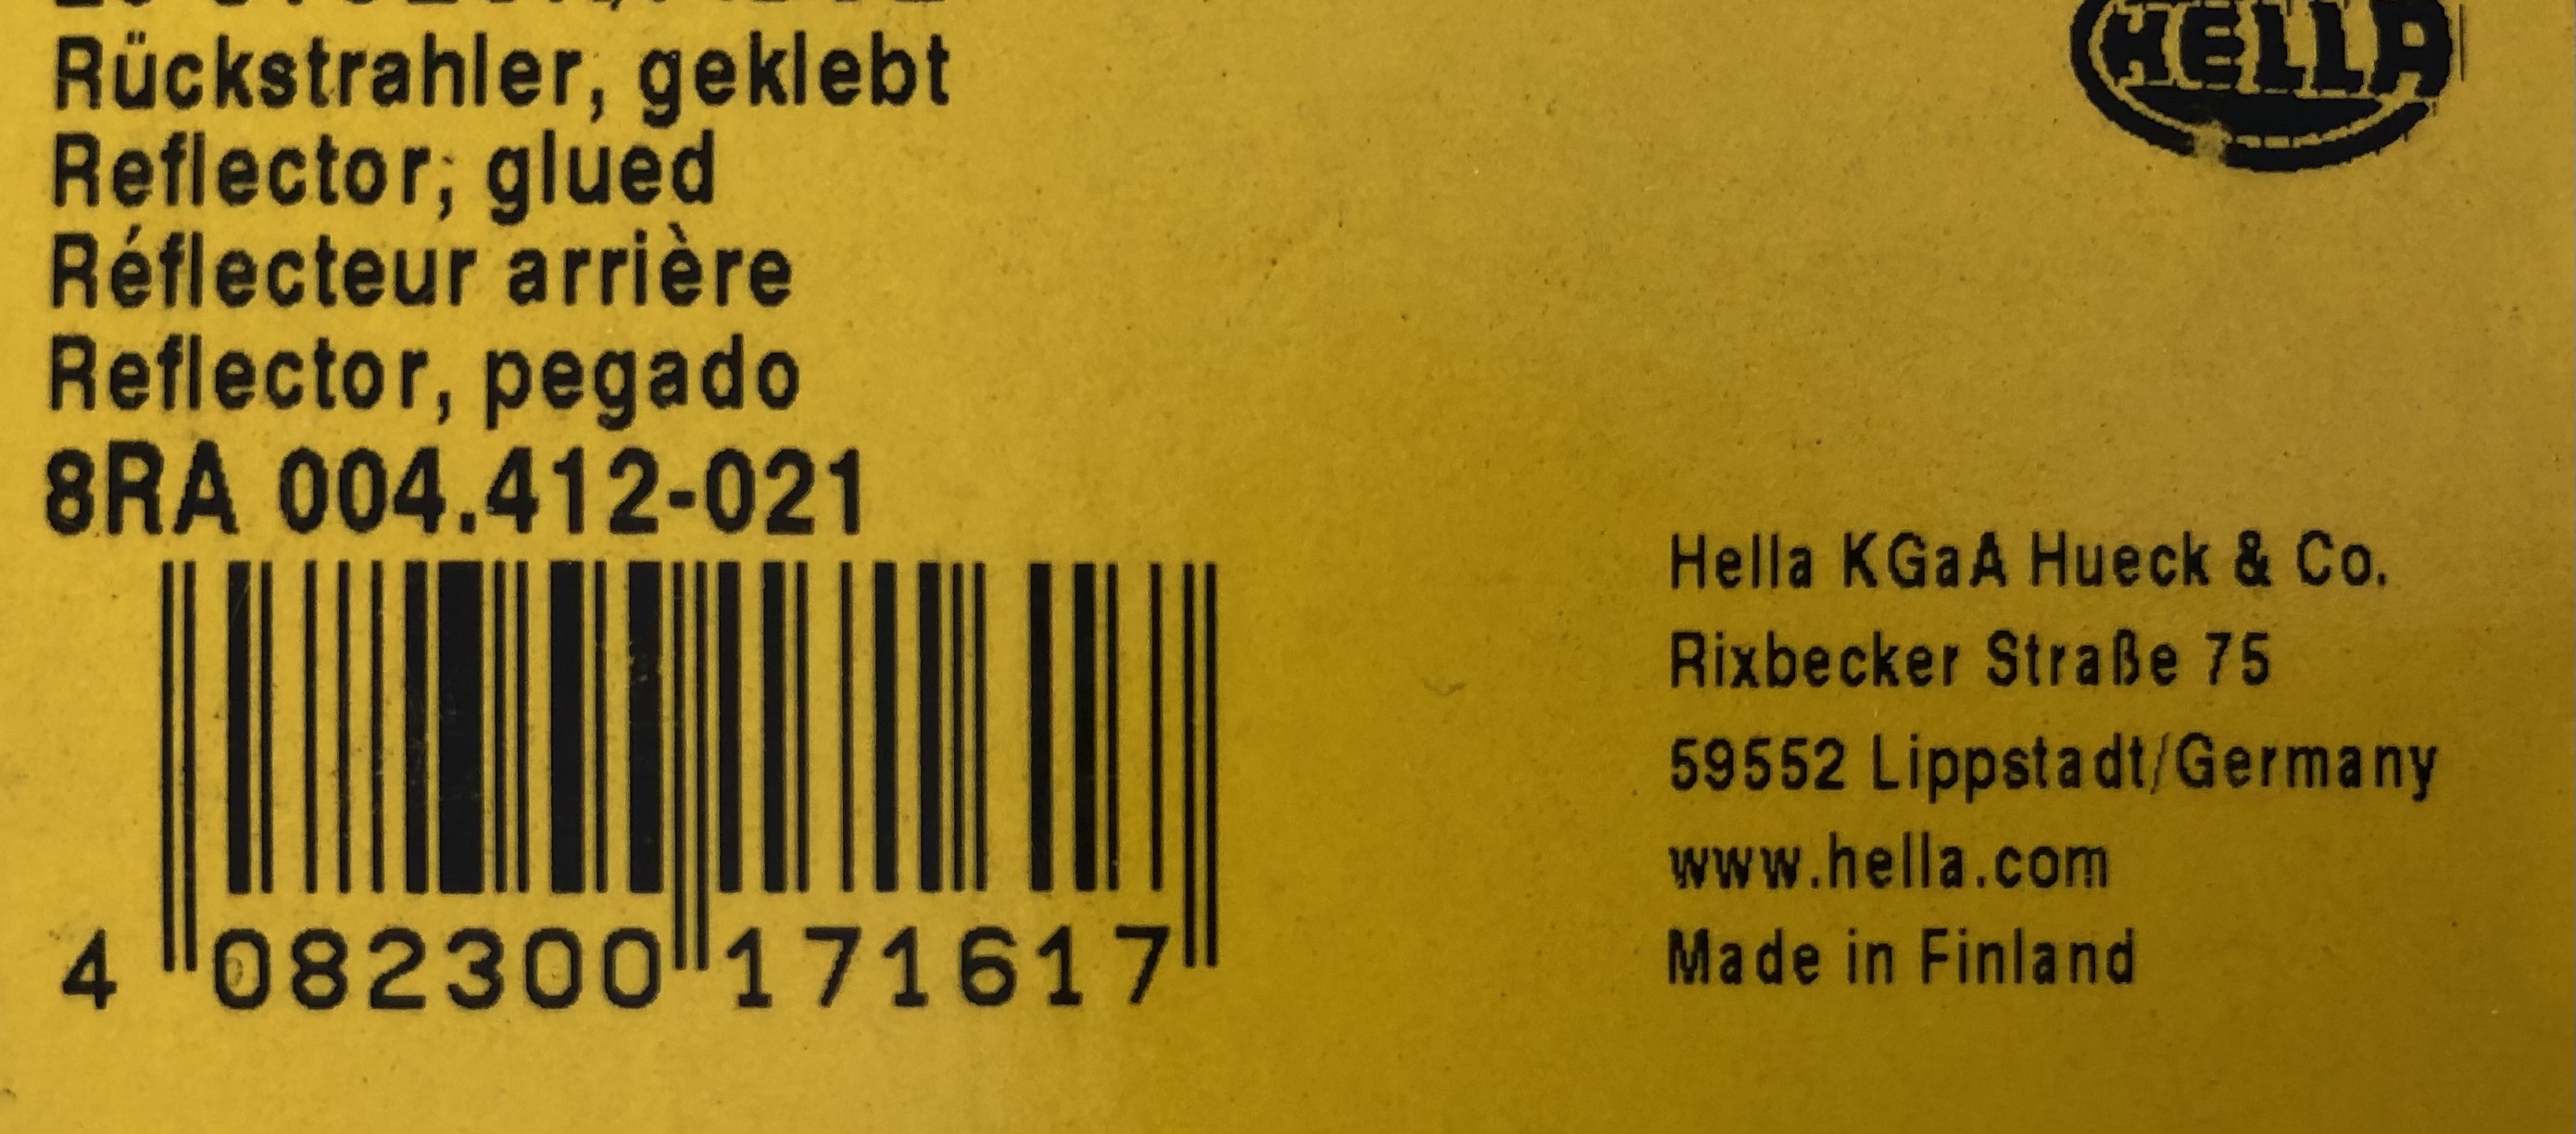 HELLA
Rückstrahler, geklebt
Reflector, glued
Réflecteur arrière
Reflector, pegado
8RA 004.412-021
4 082300 171617
Hella KGaA Hueck & Co.
Rixbecker Straße 75
59552 Lippstadt/Germany
www.hella.com
Made in Finland